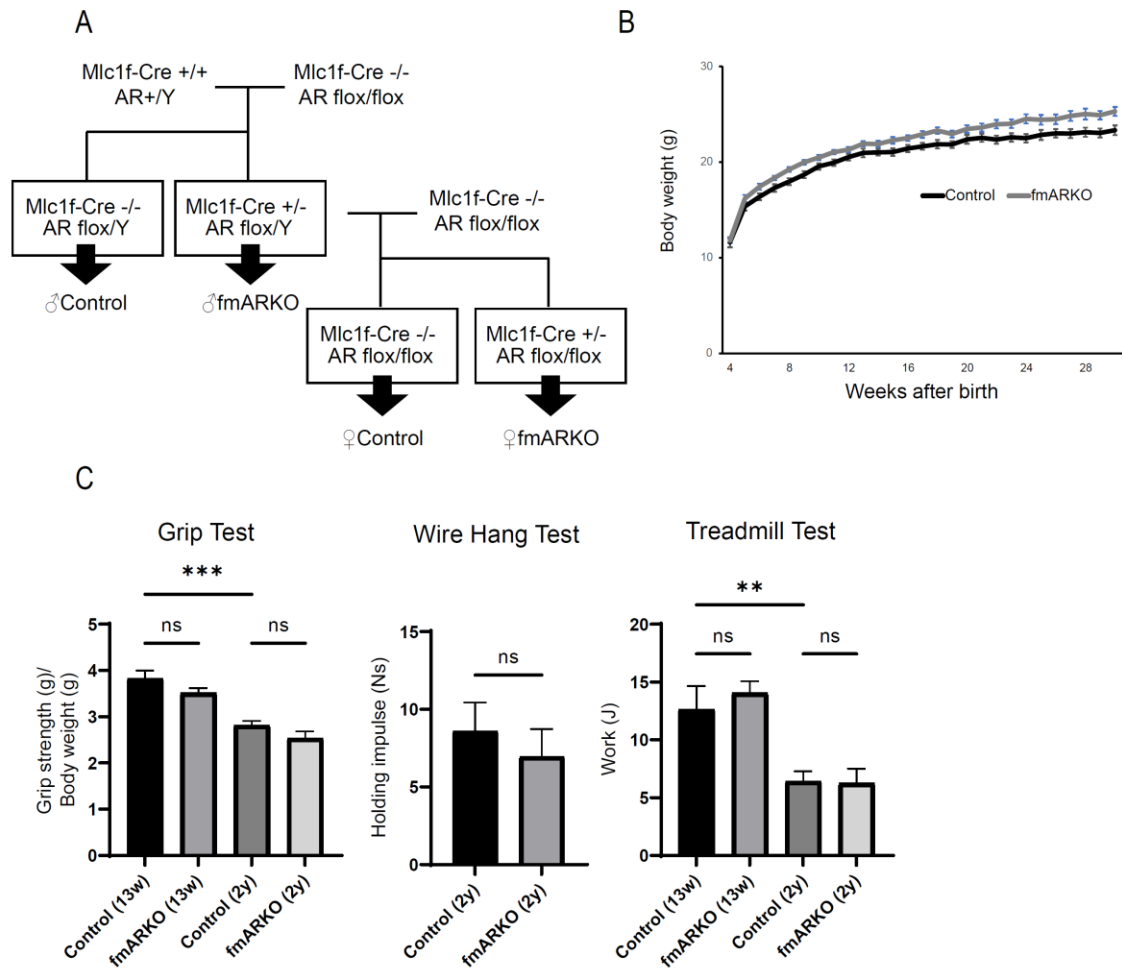 A
Mlc1f-Cre +/+
AR+/Y
Mlc1f-Cre -/-
AR flox/flox
Mlc1f-Cre -/-
AR flox/Y
Mlc1f-Cre +/-
AR flox/Y
Mlc1f-Cre -/-
AR flox/flox
♂Control
♂fmARKO
Mlc1f-Cre -/-
AR flox/flox
Mlc1f-Cre +/-
AR flox/flox
♀Control
♀fmARKO
B
Body weight (g)
30
20
10
0
Control
fmARKO
4 8 12 16 20 24 28
Weeks after birth
C
Grip Test
***
ns
ns
Grip strength (g)/
Body weight (g)
5
4
3
2
1
0
Control (13w)
fmARKO (13w)
Control (2y)
fmARKO (2y)
Wire Hang Test
ns
Holding impulse (Ns)
15
10
5
0
Control (2y)
fmARKO (2y)
Treadmill Test
**
ns
ns
Work (J)
20
15
10
5
0
Control (13w)
fmARKO (13w)
Control (2y)
fmARKO (2y)